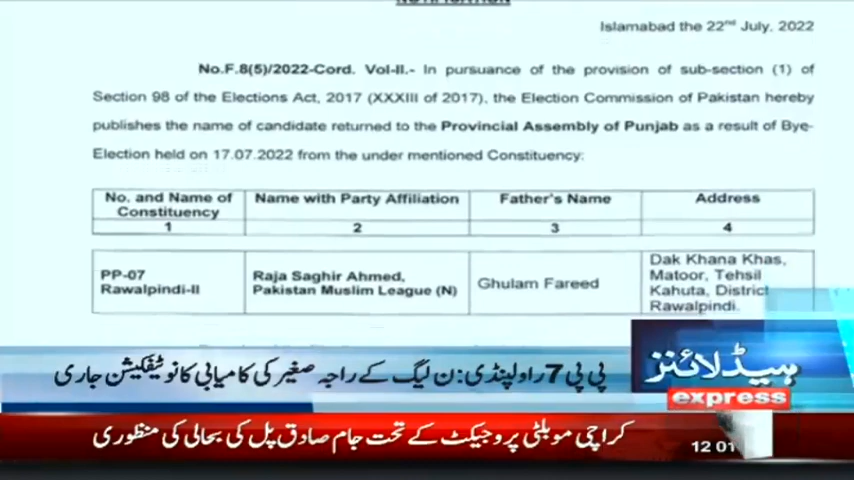 NOTIFICATION
Islamabad the 22nd July, 2022
No.F.8(5)/2022-Cord. Vol-II.- In pursuance of the provision of sub-section (1) of
Section 98 of the Elections Act, 2017 (XXXIII of 2017), the Election Commission of Pakistan hereby
publishes the name of candidate returned to the Provincial Assembly of Punjab as a result of Bye-
Election held on 17.07.2022 from the under mentioned Constituency:
No. and Name of Constituency
Name with Party Affiliation
Father's Name
Address
1
2
3
4
PP-07
Rawalpindi-II
Raja Saghir Ahmed,
Pakistan Muslim League (N)
Ghulam Fareed
Dak Khana Khas,
Matoor, Tehsil
Kahuta, District
Rawalpindi.
پی پی 7 راولپنڈی: ن لیگ کے راجہ صغیر کی کامیابی کا نوٹیفکیشن جاری
ہیڈلائنز
express
کراچی موبلٹی پروجیکٹ کے تحت جام صادق پل کی بحالی کی منظوری
12 01